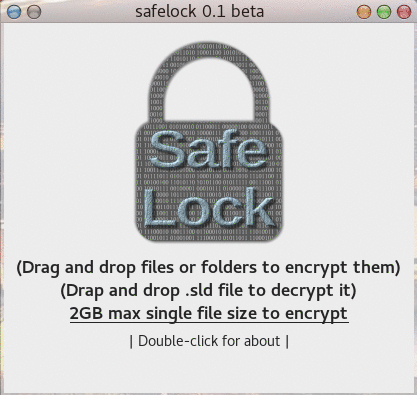 safelock 0.1 beta
Safe
Lock
(Drag and drop files or folders to encrypt them)
(Drap and drop .sld file to decrypt it)
2GB max single file size to encrypt
| Double-click for about |